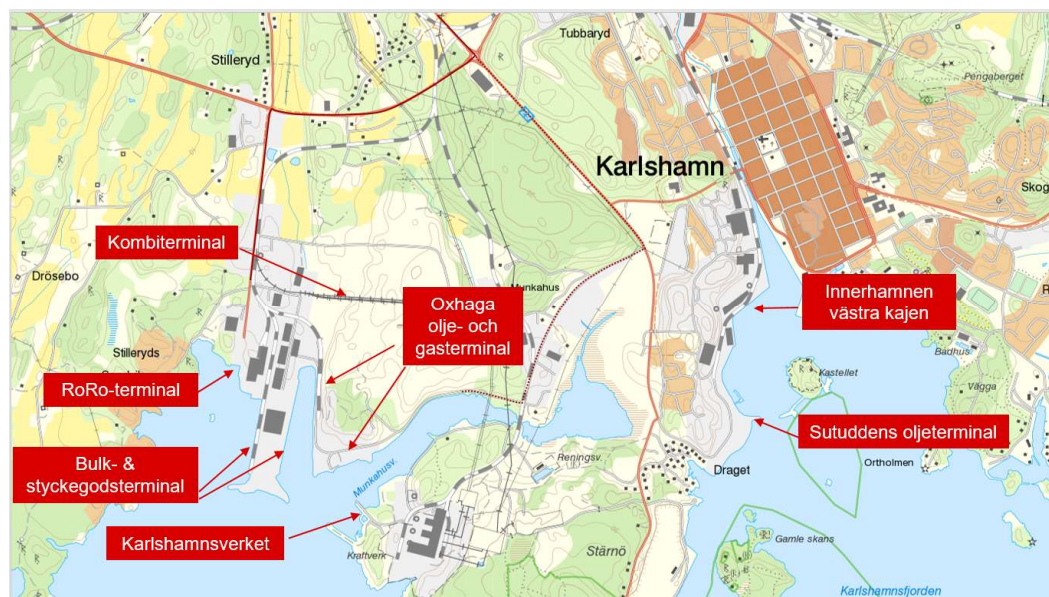 Tubbaryd
Stilleryd
Pengaberget
Karlshamn
Skog
Kombiterminal
Drösebo
Munkahus
Oxhaga
olje- och
gasterminal
Innerhamnen
västra kajen
Stilleryds
RoRo-terminal
Badhus
Kastellet
Vägga
Sutuddens oljeterminal
Bulk- &
styckegodsterminal
Munkahusv.
Reningsv.
Draget
Ortholmen
Karlshamnsverket
Kraftverk
Stärnö
Gamle skans
Karlshamnsfjorden